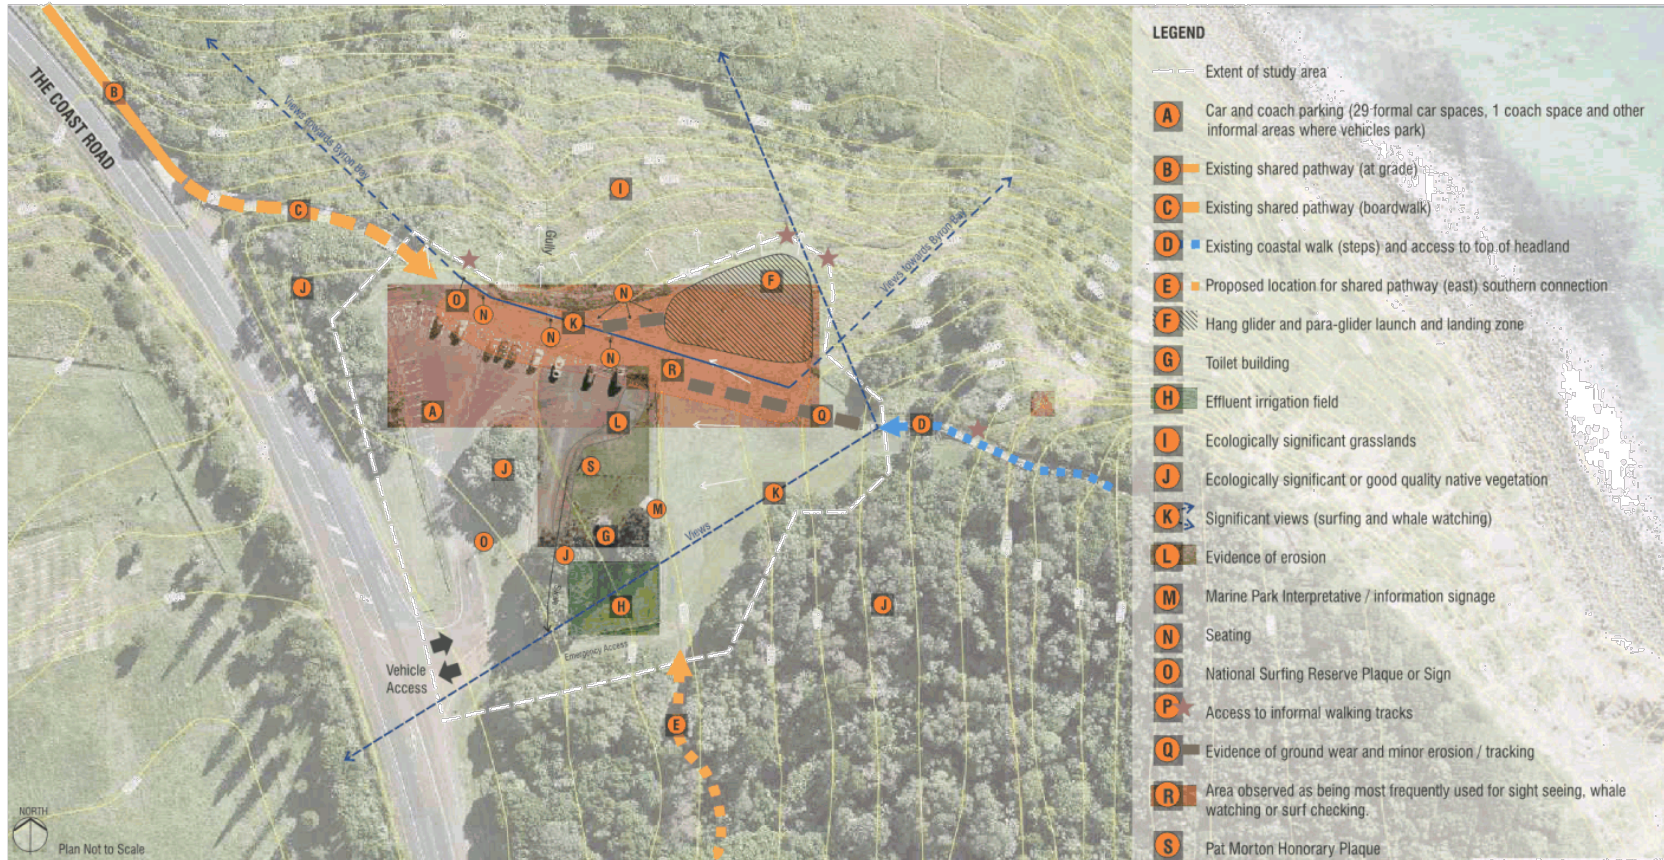 THE COAST ROAD
B
C
Views towards Byron Bay
I
Gully
Views towards Byron Bay
J
O
N
N
F
K
N
N
R
A
L
Q
D
J
S
K
M
Views
O
G
J
H
J
Emergency Access
Vehicle
Access
E
NORTH
Plan Not to Scale
LEGEND
Extent of study area
A Car and coach parking (29 formal car spaces, 1 coach space and other
informal areas where vehicles park)
B Existing shared pathway (at grade)
C Existing shared pathway (boardwalk)
D Existing coastal walk (steps) and access to top of headland
E Proposed location for shared pathway (east) southern connection
F Hang glider and para-glider launch and landing zone
G Toilet building
H Effluent irrigation field
I Ecologically significant grasslands
J Ecologically significant or good quality native vegetation
K Significant views (surfing and whale watching)
L Evidence of erosion
M Marine Park Interpretative / information signage
N Seating
O National Surfing Reserve Plaque or Sign
P Access to informal walking tracks
Q Evidence of ground wear and minor erosion / tracking
R Area observed as being most frequently used for sight seeing, whale
watching or surf checking.
S Pat Morton Honorary Plaque